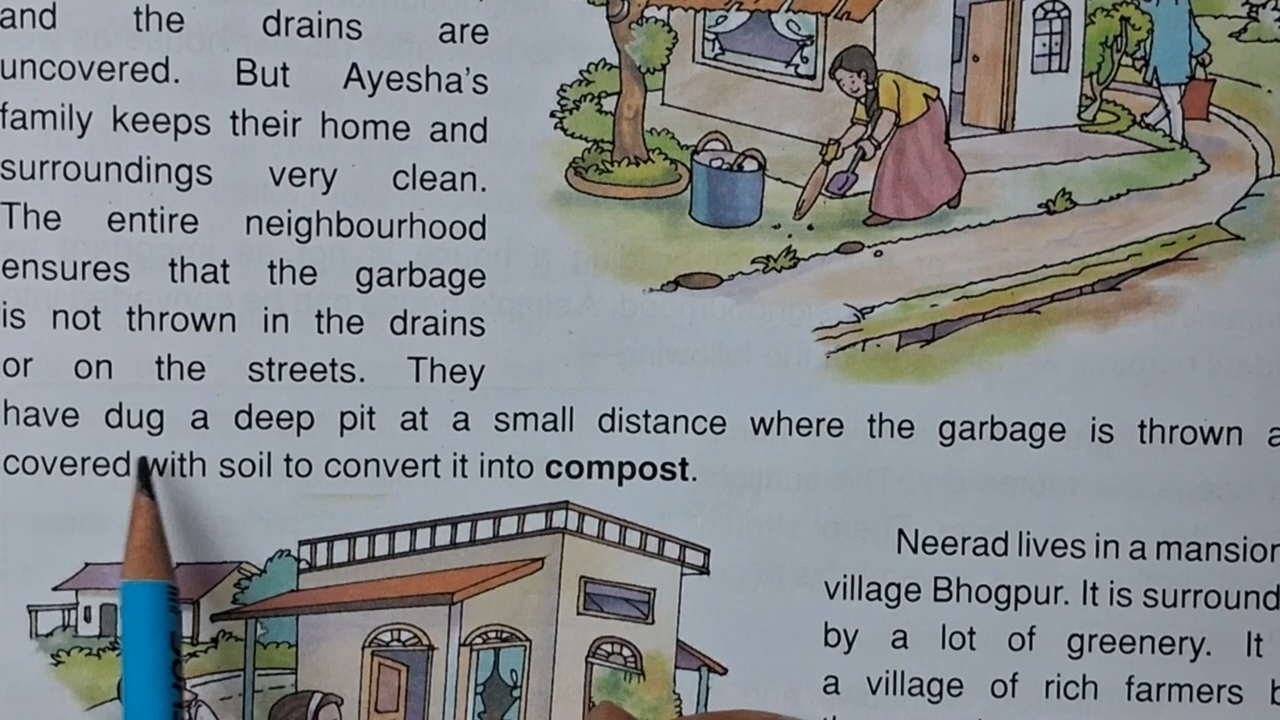 and the drains are
uncovered. But Ayesha's
family keeps their home and
surroundings very clean.
The entire neighbourhood
ensures that the garbage
is not thrown in the drains
or on the streets. They
have dug a deep pit at a small distance where the garbage is thrown
covered with soil to convert it into compost.
Neerad lives in a mansion
village Bhogpur. It is surround
by a lot of greenery. It
a village of rich farmers